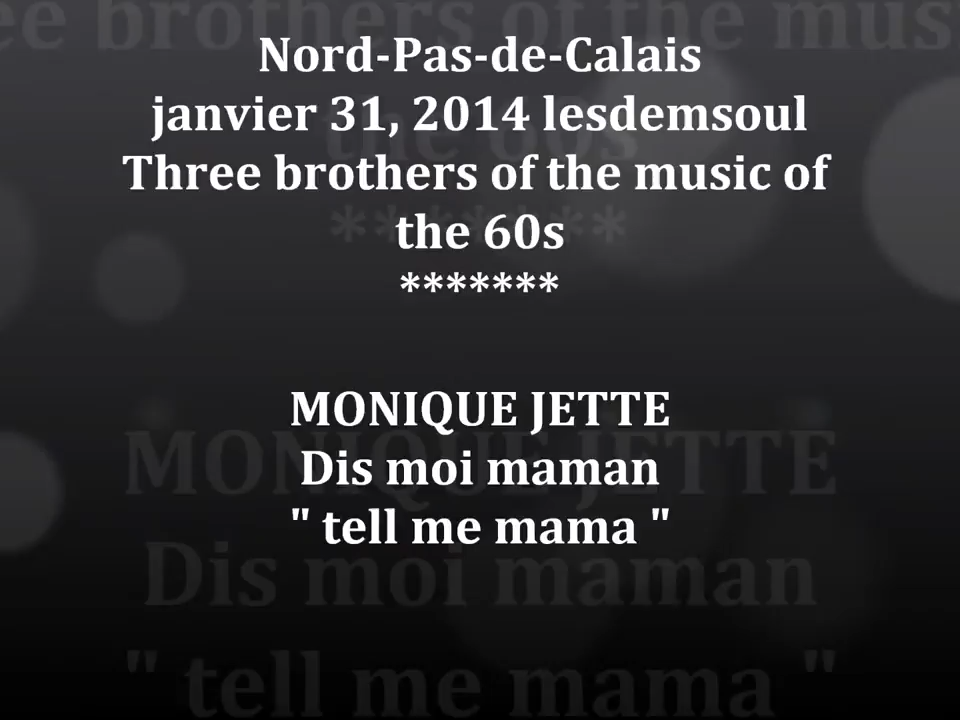 Nord-Pas-de-Calais
janvier 31, 2014 lesdemsoul
Three brothers of the music of
the 60s
*******
MONIQUE JETTE
Dis moi maman
" tell me mama "